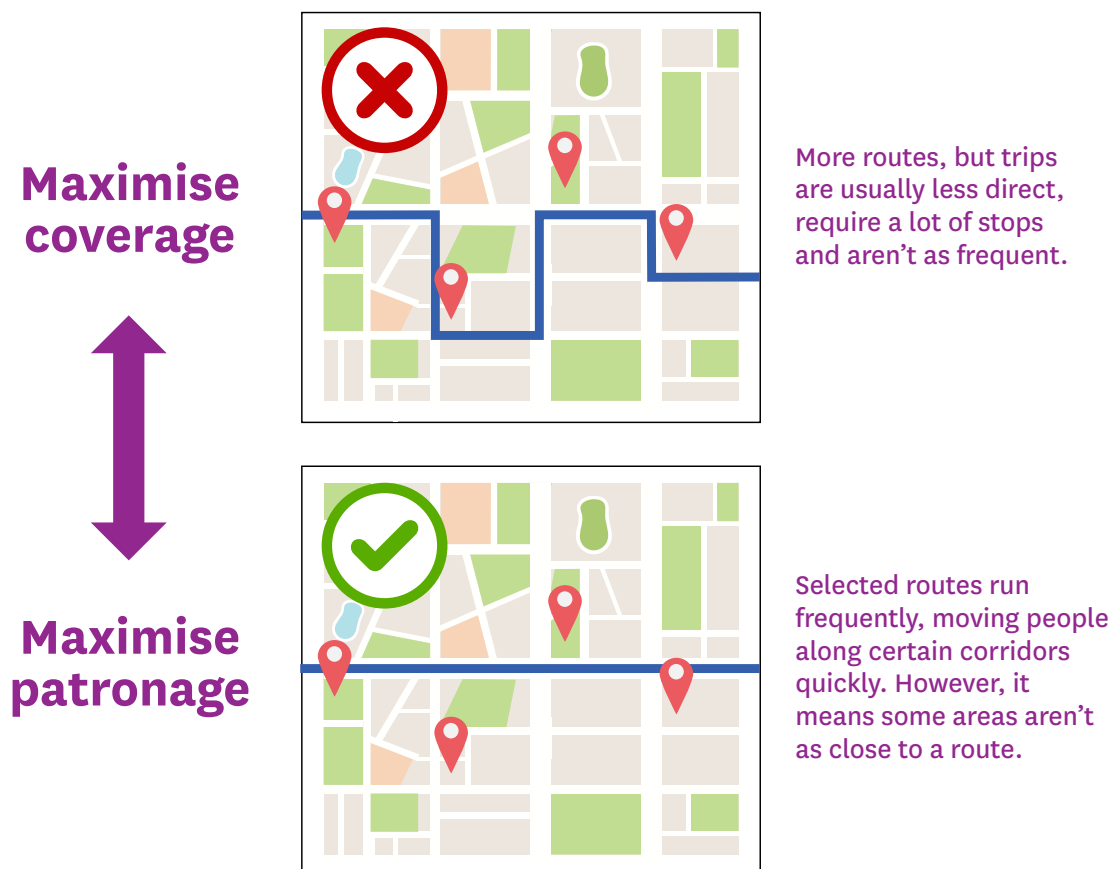 Maximise
coverage
More routes, but trips
are usually less direct,
require a lot of stops
and aren't as frequent.
Maximise
patronage
Selected routes run
frequently, moving people
along certain corridors
quickly. However, it
means some areas aren't
as close to a route.